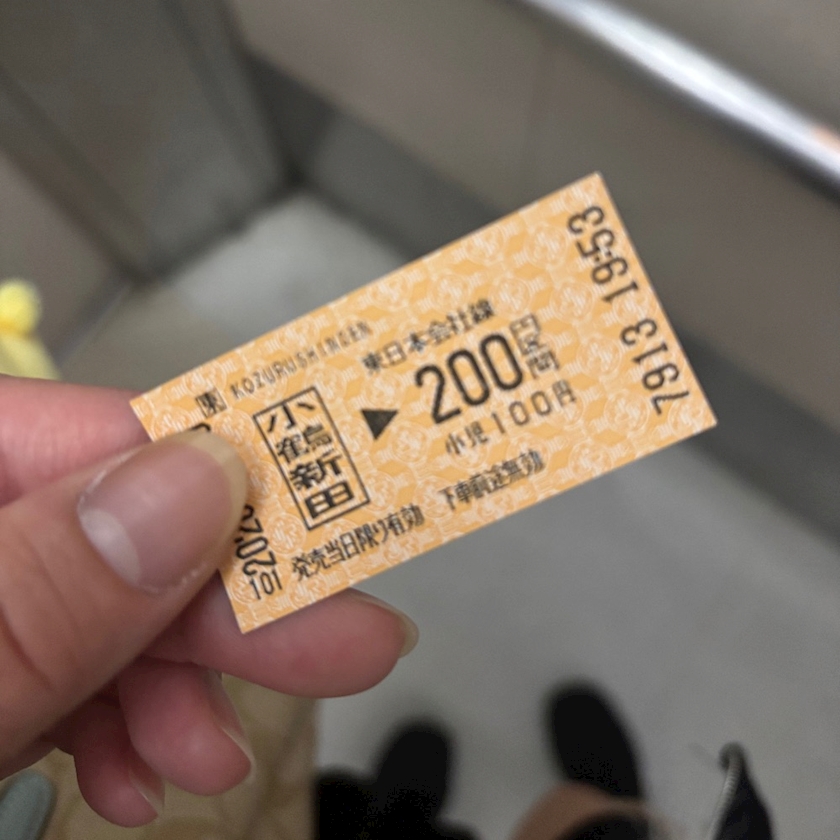 KOZURUSHINDEN
小鶴新田
▶
東日本会社線
200円区間
小児100円
発売当日限り有効
下車前途無効
7913 19:53
101